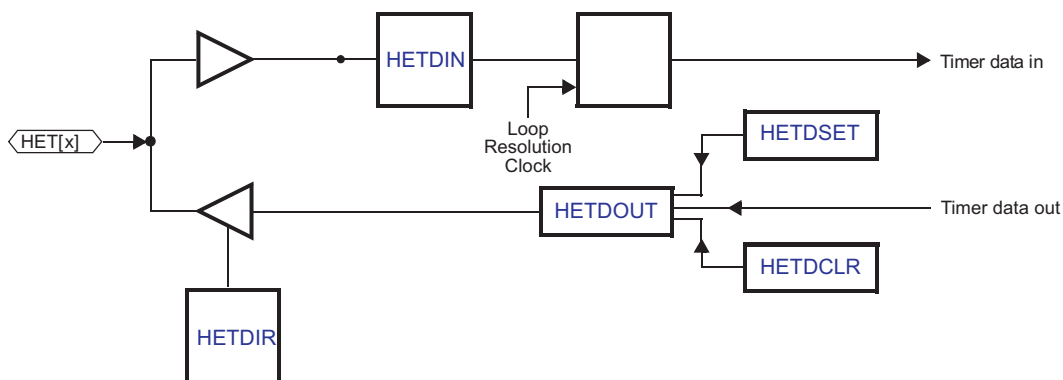 HETDIN
Timer data in
HET[x]
Loop
Resolution
Clock
HETDSET
HETDOUT
Timer data out
HETDCLR
HETDIR